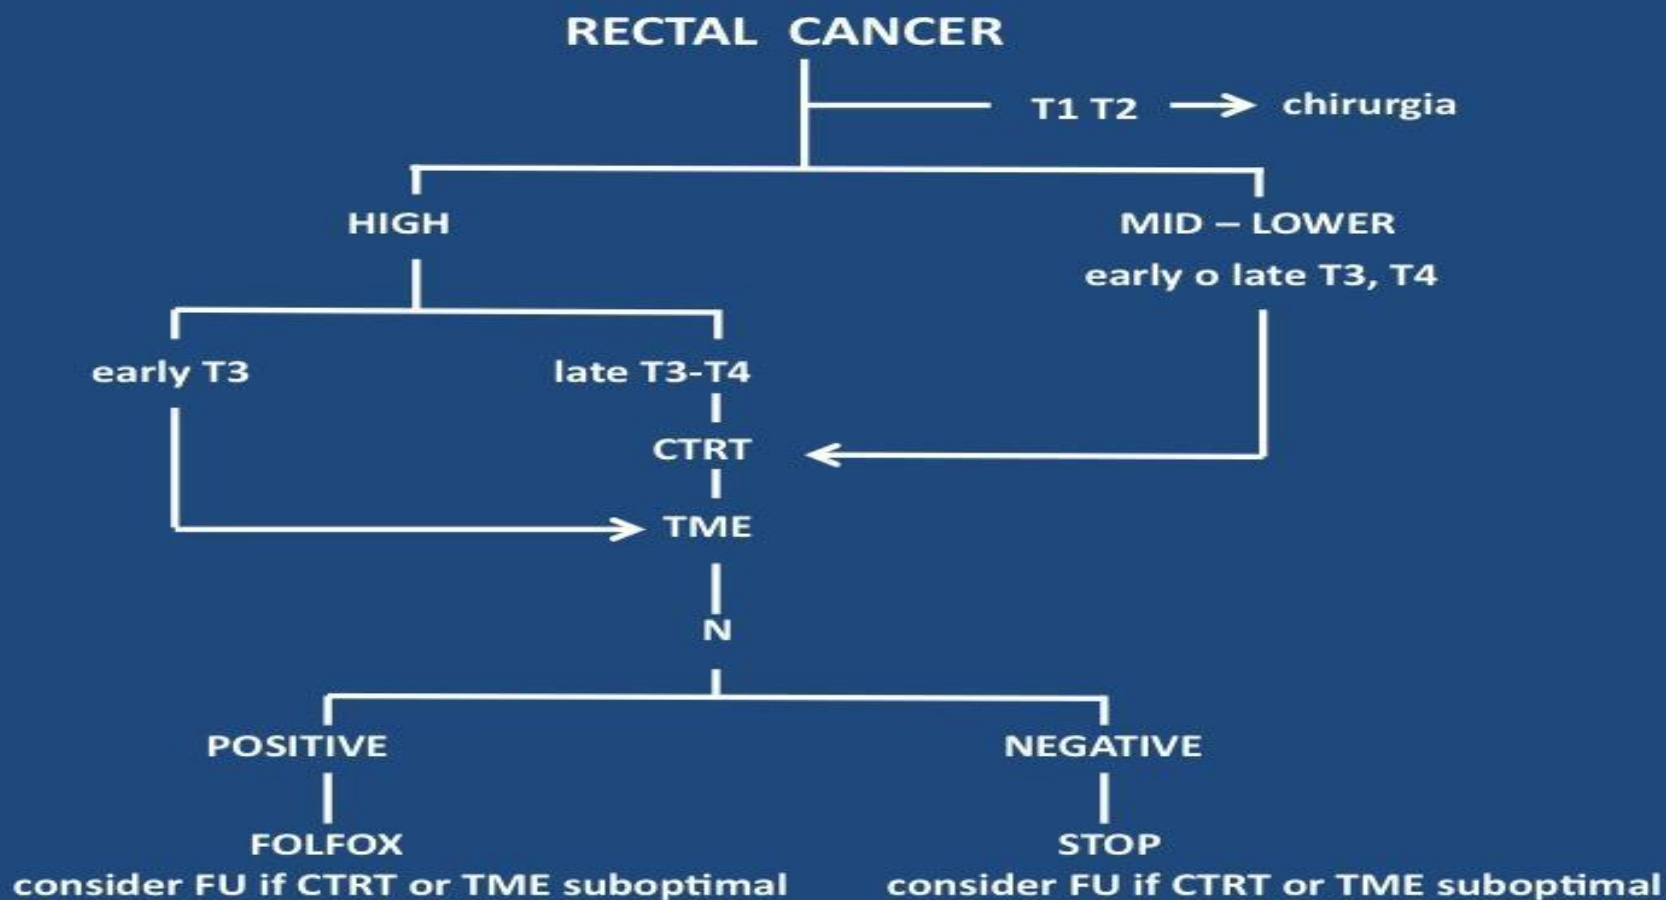 RECTAL CANCER
T1 T2
chirurgia
HIGH
MID – LOWER
early o late T3, T4
early T3
late T3-T4
CTRT
TME
N
POSITIVE
NEGATIVE
FOLFOX
consider FU if CTRT or TME suboptimal
STOP
consider FU if CTRT or TME suboptimal